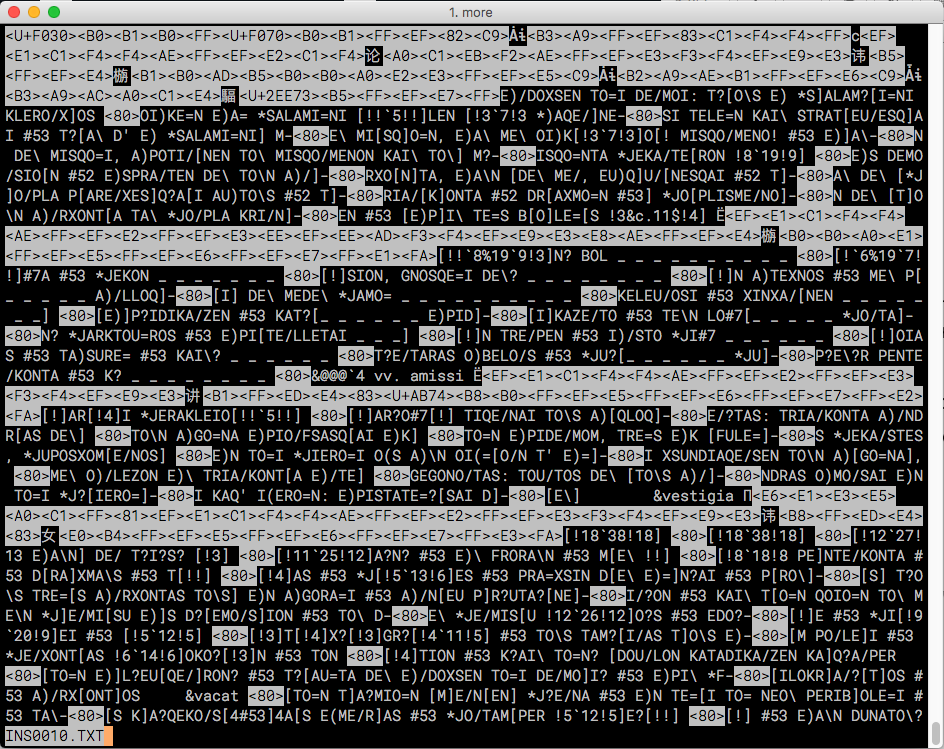 1. more
<U+F030><B0><B1><B0><FF><U+F070><B0><B1><FF><EF><82><C9>Åɨ<B3><A9><FF><EF><83><C1><F4><F4><FF>c<EF>
<E1><C1><F4><F4><AE><FF><EF><E2><C1><F4>论<A0><C1><EB><F2><AE><FF><EF><E3><F3><F4><EF><E9><E3>讳<B5>
<FF><EF><E4>橳<B1><B0><AD><B5><B0><B0><A0><E2><E3><FF><EF><E5><C9>Åɨ<B2><A9><AE><B1><FF><EF><E6><C9>Åɨ
<B3><A9><AC><A0><C1><E4>驑<U+2EE73><B5><FF><EF><E7><FF>E)/DOXSEN TO=I DE/MOI: T?[O\S E) *S]ALAM?[I=NI
KLERO/X]OS <80>OI)KE=N E)A= *SALAMI=NI [!!`5!!]LEN [!3`7!3 *)AQE/]NE-<80>SI TELE=N KAI\ STRAT[EU/ESQ]A
I #53 T?[A\ D' E) *SALAMI=NI] M-<80>E\ MI[SQ]O=N, E)A\ ME\ OI)K[!3`7!3]O[! MISQO/MENO! #53 E)]A\-<80>N
 DE\ MISQO=I, A)POTI/[NEN TO\ MISQO/MENON KAI\ TO\] M?-<80>ISQO=NTA *JEKA/TE[RON !8`19!9] <80>E)S DEMO
/SIO[N #52 E)SPRA/TEN DE\ TO\N A)/]-<80>RXO[N]TA, E)A\N [DE\ ME/, EU)Q]U/[NESQAI #52 T]-<80>A\ DE\ [*J
]O/PLA P[ARE/XES]Q?A[I AU)TO\S #52 T]-<80>RIA/[K]ONTA #52 DR[AXMO=N #53] *JO[PLISME/NO]-<80>N DE\ [T]O
\N A)/RXONT[A TA\ *JO/PLA KRI/N]-<80>EN #53 [E)P]I\ TE=S B[O]LE=[S !3&c.11$!4] Ë<EF><E1><C1><F4><F4>
<AE><FF><EF><E2><FF><EF><E3><EE><EF><EE><AD><F3><F4><EF><E9><E3><E8><AE><FF><EF><E4>橳<B0><B0><A0><E1>
<FF><EF><E5><FF><EF><E6><FF><EF><E7><FF><E1><FA>[!!`8%19`9!3]N? BOL _ _ _ _ _ _ _ _ _ _ <80>[!`6%19`7!
!]#7A #53 *JEKON _ _ _ _ _ _ _ <80>[!]SION, GNOSQE=I DE\? _ _ _ _ _ _ _ _ <80>[!]N A)TEXNOS #53 ME\ P[
_ _ _ _ _ A)/LLOQ]-<80>[I] DE\ MEDE\ *JAMO= _ _ _ _ _ _ _ _ _ _ <80>KELEU/OSI #53 XINXA/[NEN _ _ _ _
_ _] <80>[E)]P?IDIKA/ZEN #53 KAT?[_ _ _ _ _ _ EP)ID]-<80>[I]KAZE/TO #53 TE\N LO#7[_ _ _ _ _ *JO/TA]-
<80>N? *JARKTOU=ROS #53 E)PI[TE/LLETAI _ _ _] <80>[!]N TRE/PEN #53 I)/STO *JI#7 _ _ _ _ _ _ <80>[!]OIA
S #53 TA)SURE= #53 KAI\? _ _ _ _ _ _ <80>T?E/TARAS O)BELO/S #53 *JU?[_ _ _ _ _ _ *JU]-<80>P?E\?R PENTE
/KONTA #53 K? _ _ _ _ _ _ _ <80>&@@@`4 vv. amissi Ë<EF><E1><C1><F4><F4><AE><FF><EF><E2><FF><EF><E3>
<F3><F4><EF><E9><E3>讲<B1><FF><ED><E4><83><U+AB74><B8><B0><FF><EF><E5><FF><EF><E6><FF><EF><E7><FF><E2>
<FA>[!]AR[!4]I *JERAKLEIO[!!`5!!] <80>[!]AR?O#7[!] TIQE/NAI TO\S A)[QLOQ]-<80>E/?TAS: TRIA/KONTA A)/ND
R[AS DE\] <80>TO\N A)GO=NA E)PIO/FSASQ[AI E)K] <80>TO=N E)PIDE/MOM, TRE=S E)K [FULE=]-<80>S *JEKA/STES
, *JUPOSXOM[E/NOS] <80>E)N TO=I *JIERO=I O(S A)\N OI(=[O/N T' E)=]-<80>I XSUNDIAQE/SEN TO\N A)[GO=NA],
 <80>ME\ O)/LEZON E)\ TRIA/KONT[A E)/TE] <80>GEGONO/TAS: TOU/TOS DE\ [TO\S A)/]-<80>NDRAS O)MO/SAI E)N
TO=I *J?[IERO=]-<80>I KAQ' I(ERO=N: E)PISTATE=?[SAI D]-<80>[E\]      &vestigia Π<E6><E1><E3><E5>
<A0><C1><FF><81><EF><E1><C1><F4><F4><AE><FF><EF><E2><FF><EF><E3><F3><F4><EF><E9><E3>讳<B8><FF><ED><E4>
<83>女<E0><B4><FF><EF><E5><FF><EF><E6><FF><EF><E7><FF><E3><FA>[!18`38!18] <80>[!18`38!18] <80>[!12`27!
13 E)A\N] DE/ T?I?S? [!3] <80>[!11`25!12]A?N? #53 E)\ FRORA\N #53 M[E\ !!] <80>[!8`18!8 PE]NTE/KONTA #
53 D[RA]XMA\S #53 T[!!] <80>[!4]AS #53 *J[!5`13!6]ES #53 PRA=XSIN D[E\ E)=]N?AI #53 P[RO\]-<80>[S] T?O
\S TRE=[S A)/RXONTAS TO\S] E)N A)GORA=I #53 A)/N[EU P]R?UTA?[NE]-<80>I/?ON #53 KAI\ T[O=N QOIO=N TO\ M
E\N *J]E/MI[SU E)]S D?[EMO/S]ION #53 TO\ D-<80>E\ *JE/MIS[U !12`26!12]O?S #53 EDO?-<80>[!]E #53 *JI[!9
`20!9]EI #53 [!5`12!5] <80>[!3]T[!4]X?[!3]GR?[!4`11!5] #53 TO\S TAM?[I/AS T]O\S E)-<80>[M PO/LE]I #53
*JE/XONT[AS !6`14!6]OKO?[!3]N #53 TON <80>[!4]TION #53 K?AI\ TO=N? [DOU/LON KATADIKA/ZEN KA]Q?A/PER
<80>[TO=N E)]L?EU[QE/]RON? #53 T?[AU=TA DE\ E)/DOXSEN TO=I DE/MO]I? #53 E)PI\ *F-<80>[ILOKR]A/?[T]OS #
53 A)/RX[ONT]OS     &vacat <80>[TO=N T]A?MIO=N [M]E/N[EN] *J?E/NA #53 E)N TE=[I TO= NEO\ PERIB]OLE=I #
53 TA\-<80>[S K]A?QEKO/S[4#53]4A[S E(ME/R]AS #53 *JO/TAM[PER !5`12!5]E?[!!] <80>[!] #53 E)A\N DUNATO\?
INS0010.TXT